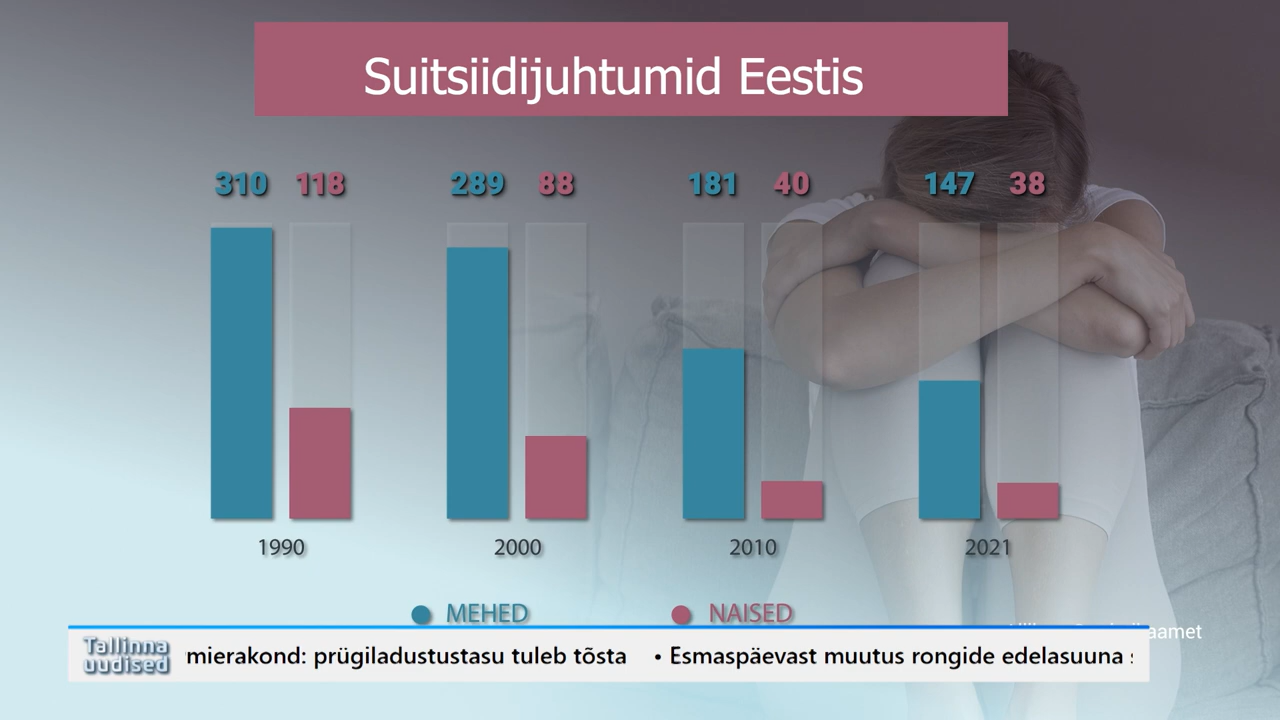 Suitsiidijuhtumid Eestis
310 118 289 88 181 40 147 38
1990 2000 2010 2021
MEHED NAISED
Tallinna
uudised
mierakond: prügiladustustasu tuleb tõsta • Esmaspäevast muutus rongide edelasuuna